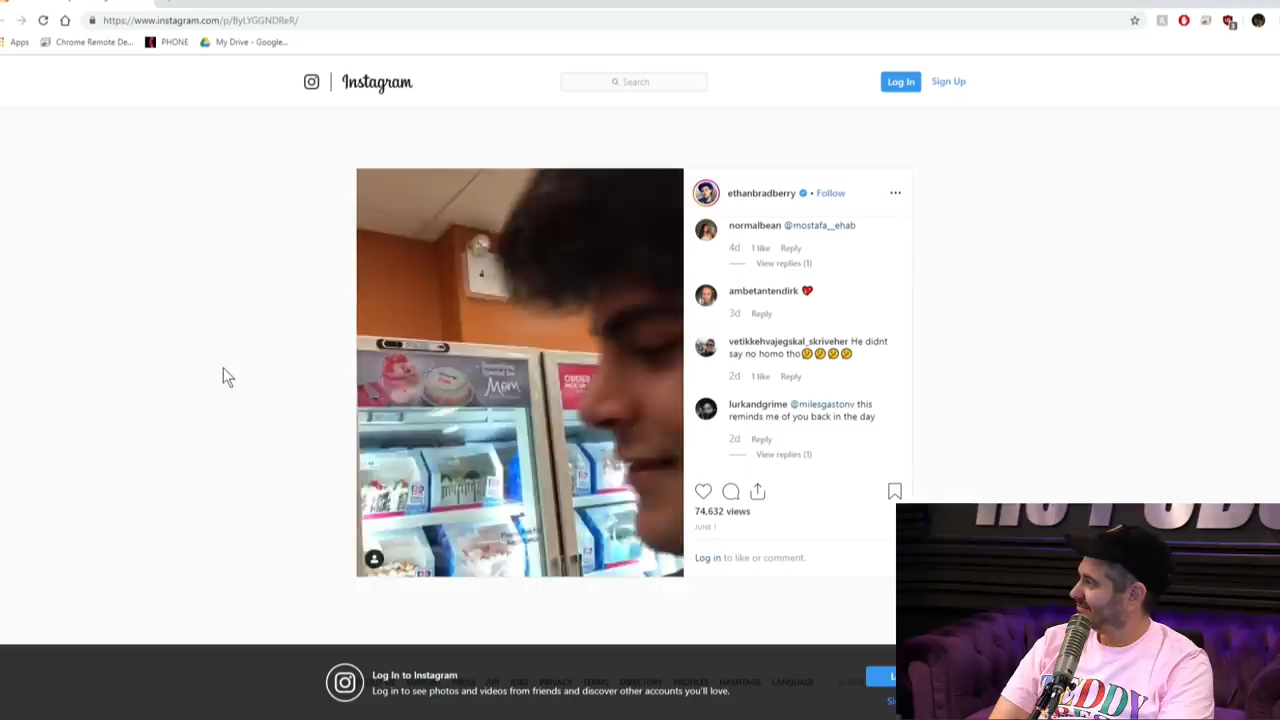 https://www.instagram.com/p/ByLYGGNDReR/
Apps
Chrome Remote De...
PHONE
My Drive - Google...
Instagram
Search
Log In
Sign Up
ethanbradberry • Follow
normalbean @mostafa__ehab
4d 1 like Reply
View replies (1)
ambetantendirk
3d Reply
vetikkehvajegskal_skriveher He didnt
say no homo tho
2d 1 like Reply
lurkandgrime @milesgastonv this
reminds me of you back in the day
2d Reply
View replies (1)
74,632 views
JUNE 1
Log in to like or comment.
Mom
ORDER
Log In to Instagram
Log in to see photos and videos from friends and discover other accounts you'll love.
PRESS API JOBS PRIVACY TERMS DIRECTORY PROFILES HASHTAGS LANGUAGE
TEDDY